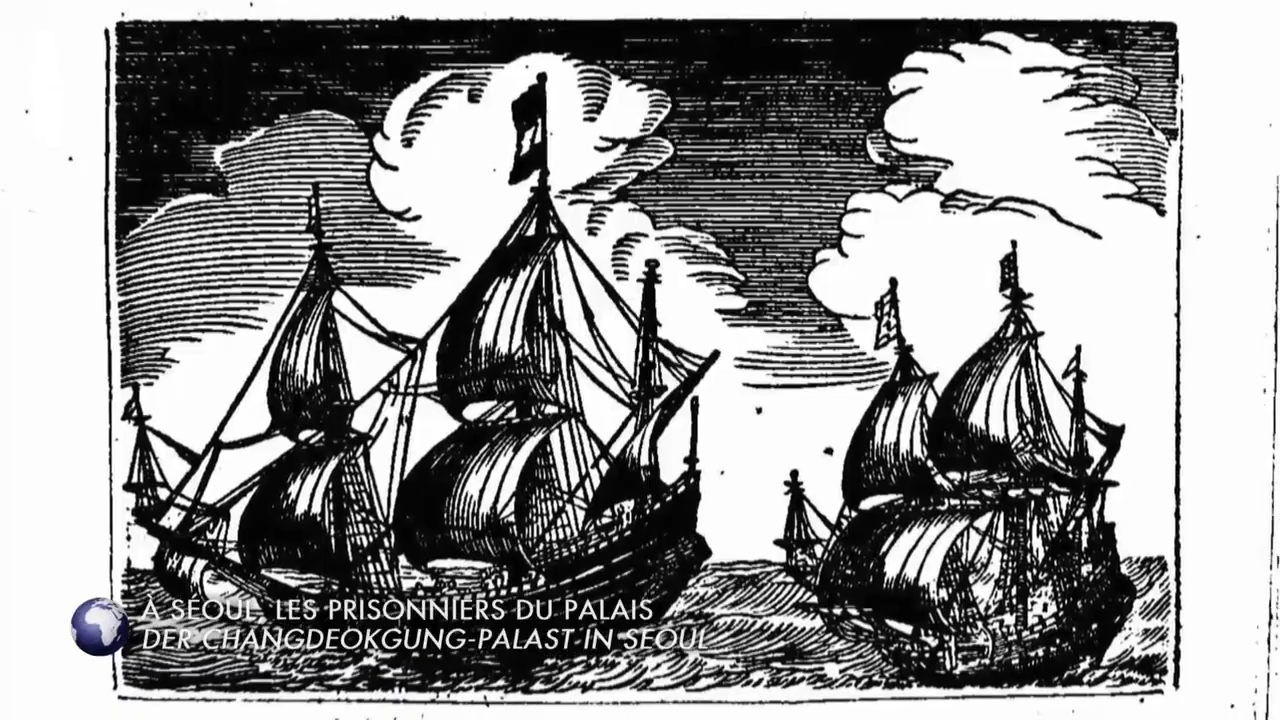 À SÉOUL, LES PRISONNIERS DU PALAIS
DER CHANGDEOKGUNG-PALAST IN SEOUL